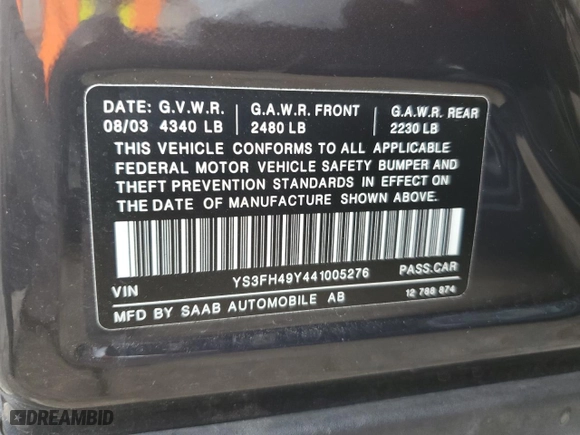 DATE: G.V.W.R. G.A.W.R. FRONT G.A.W.R. REAR
08/03 4340 LB 2480 LB 2230 LB
THIS VEHICLE CONFORMS TO ALL APPLICABLE
FEDERAL MOTOR VEHICLE SAFETY BUMPER AND
THEFT PREVENTION STANDARDS IN EFFECT ON
THE DATE OF MANUFACTURE SHOWN ABOVE.
VIN YS3FH49Y441005276 PASS.CAR
MFD BY SAAB AUTOMOBILE AB 12 788 874
DREAMBID